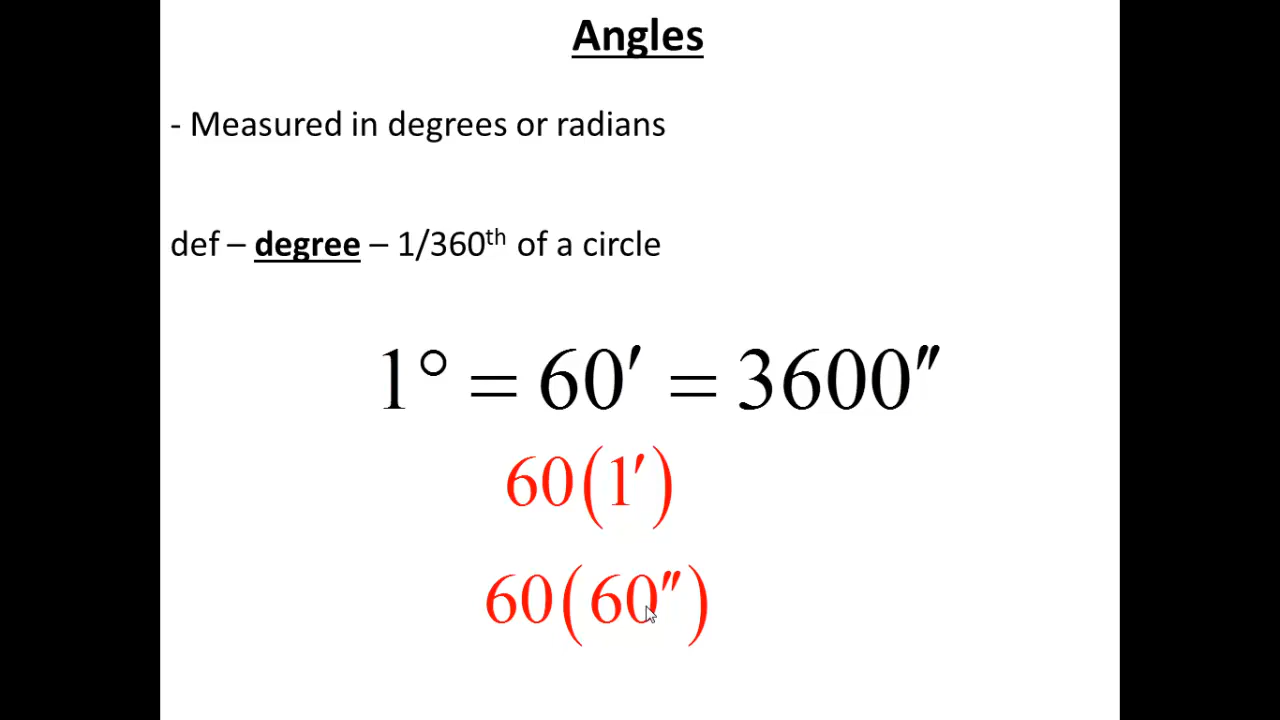 Angles
- Measured in degrees or radians
def – degree – 1/360th of a circle
1° = 60′ = 3600″
60(1′)
60(60″)